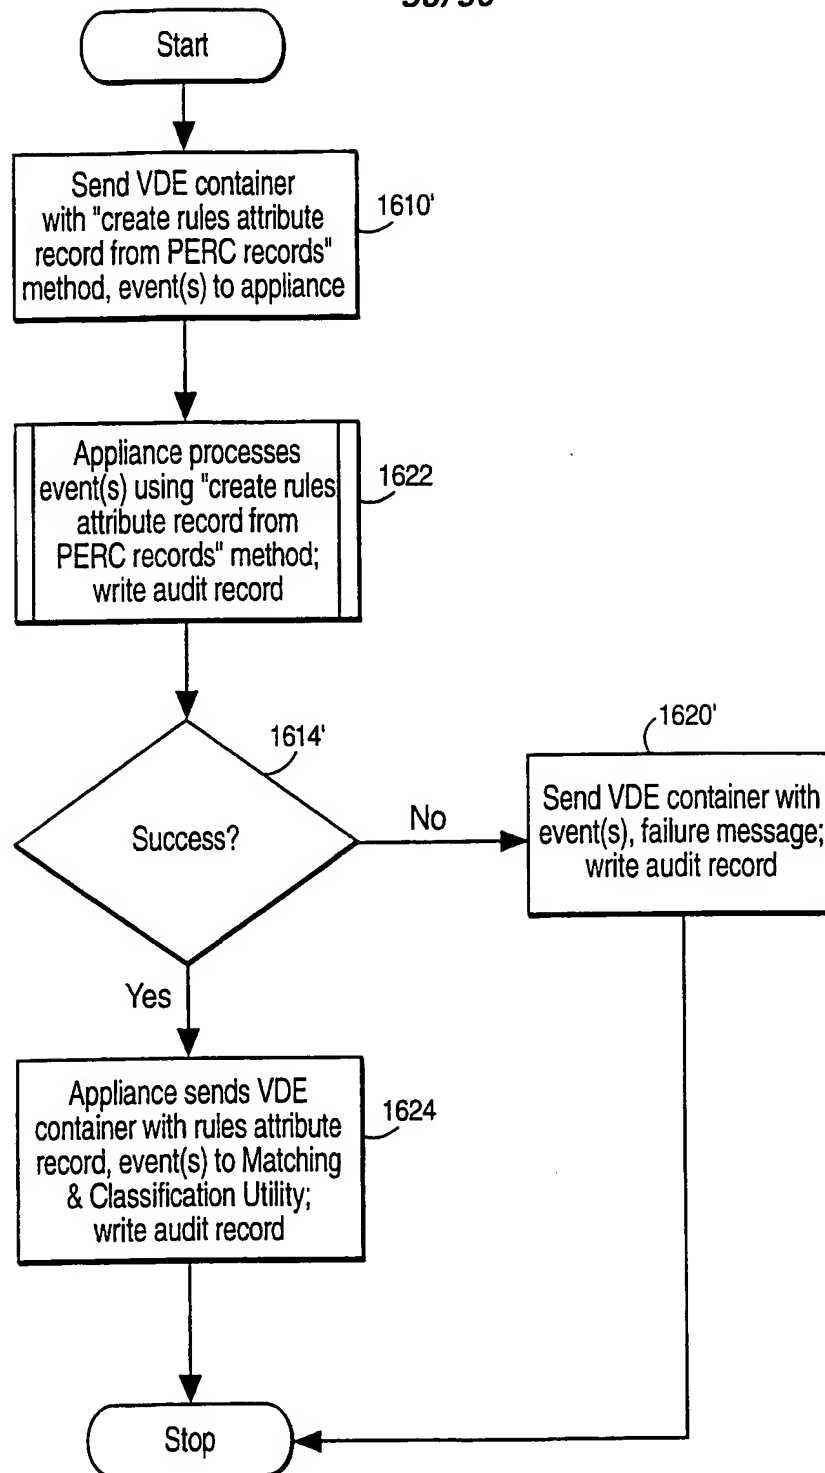 Start
Send VDE container
with "create rules attribute
record from PERC records"
method, event(s) to appliance
1610'
Appliance processes
event(s) using "create rules
attribute record from
PERC records" method;
write audit record
1622
1614'
Success?
No
1620'
Send VDE container with
event(s), failure message;
write audit record
Yes
Appliance sends VDE
container with rules attribute
record, event(s) to Matching
& Classification Utility;
write audit record
1624
Stop